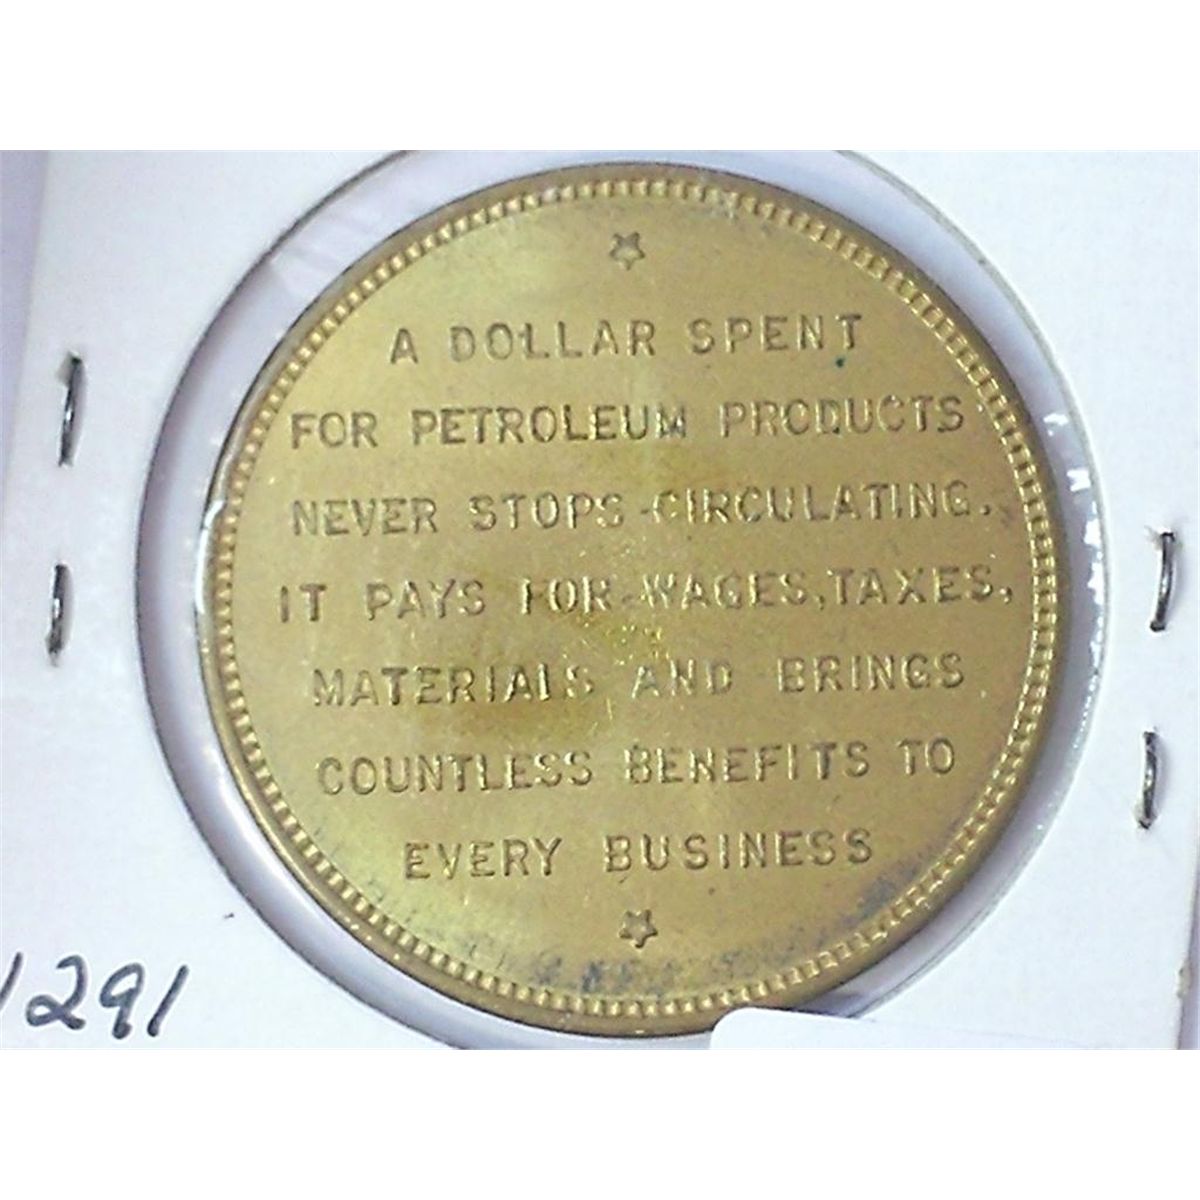 A DOLLAR SPENT
FOR PETROLEUM PRODUCTS
NEVER STOPS CIRCULATING.
IT PAYS FOR WAGES, TAXES,
MATERIALS AND BRINGS
COUNTLESS BENEFITS TO
EVERY BUSINESS
1291